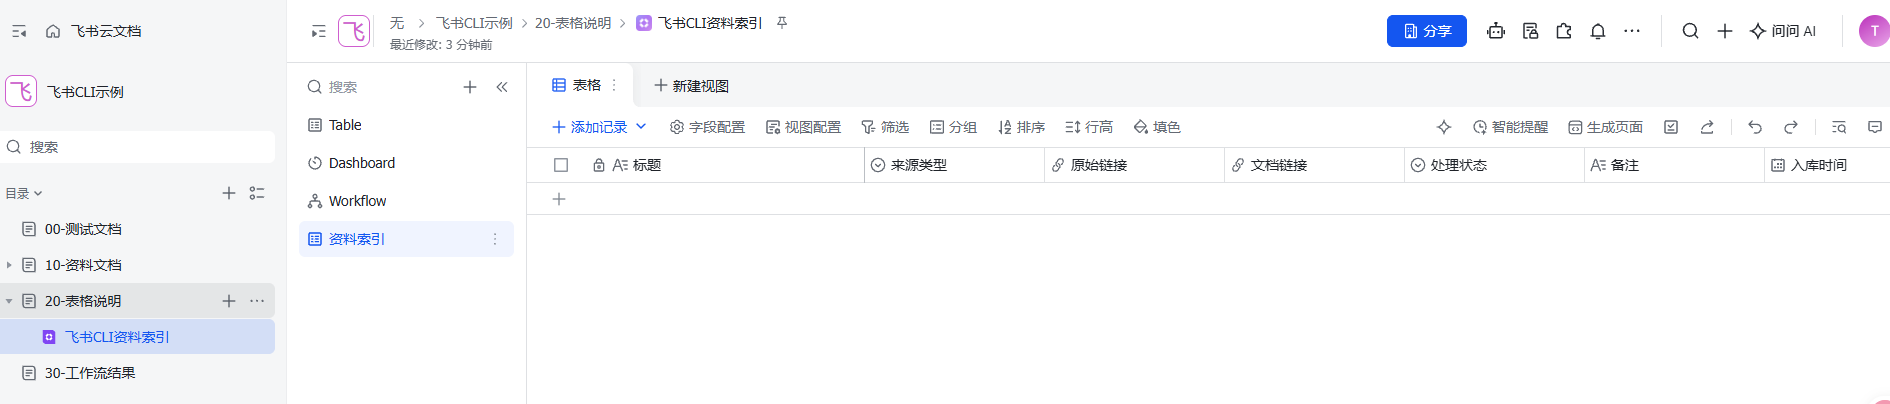 飞书云文档
飞书CLI示例
搜索
目录
00-测试文档
10-资料文档
20-表格说明
飞书CLI资料索引
30-工作流结果
无 > 飞书CLI示例 > 20-表格说明 > 飞书CLI资料索引
最近修改: 3 分钟前
分享
问问 AI
T
搜索
Table
Dashboard
Workflow
资料索引
表格
新建视图
添加记录 字段配置 视图配置 筛选 分组 排序 行高 填色 智能提醒 生成页面
标题 来源类型 原始链接 文档链接 处理状态 备注 入库时间